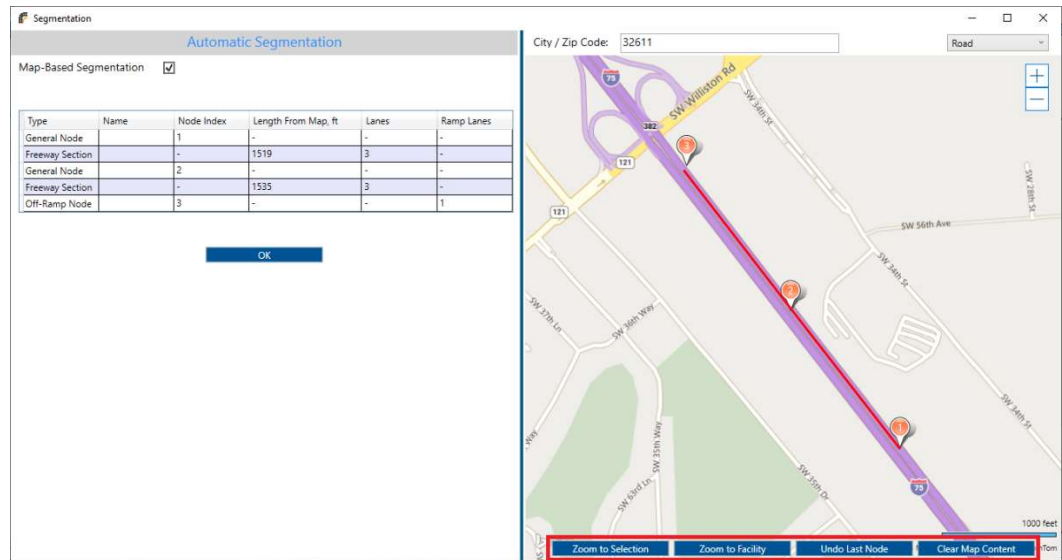 Segmentation
Automatic Segmentation
Map-Based Segmentation
Type Name Node Index Length From Map, ft Lanes Ramp Lanes
General Node 1 - - -
Freeway Section - 1519 3 -
General Node 2 - - -
Freeway Section - 1535 3 -
Off-Ramp Node 3 - - 1
OK
City / Zip Code: 32611
Road
+
−
75
SW Williston Rd
SW 34th St
382
3
121
SW 28th St
121
SW 56th Ave
SW 34th St
2
SW 37th Ln
SW 36th Way
SW 34th St
1
Way
SW 35th Way
SW 63rd Ln
SW 35th Dr
75
1000 feet
Zoom to Selection Zoom to Facility Undo Last Node Clear Map Content